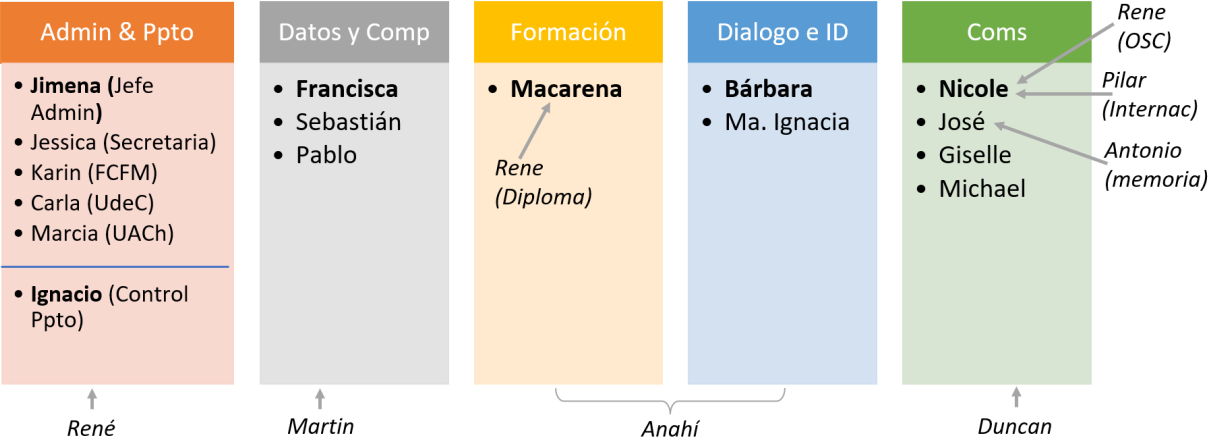 Admin & Ppto
• Jimena (Jefe
Admin)
• Jessica (Secretaria)
• Karin (FCFM)
• Carla (UdeC)
• Marcia (UACh)
• Ignacio (Control
Ppto)
René
Datos y Comp
• Francisca
• Sebastián
• Pablo
Martin
Formación
• Macarena
Rene
(Diploma)
Dialogo e ID
• Bárbara
• Ma. Ignacia
Anahí
Coms
• Nicole
• José
• Giselle
• Michael
Rene
(OSC)
Pilar
(Internac)
Antonio
(memoria)
Duncan